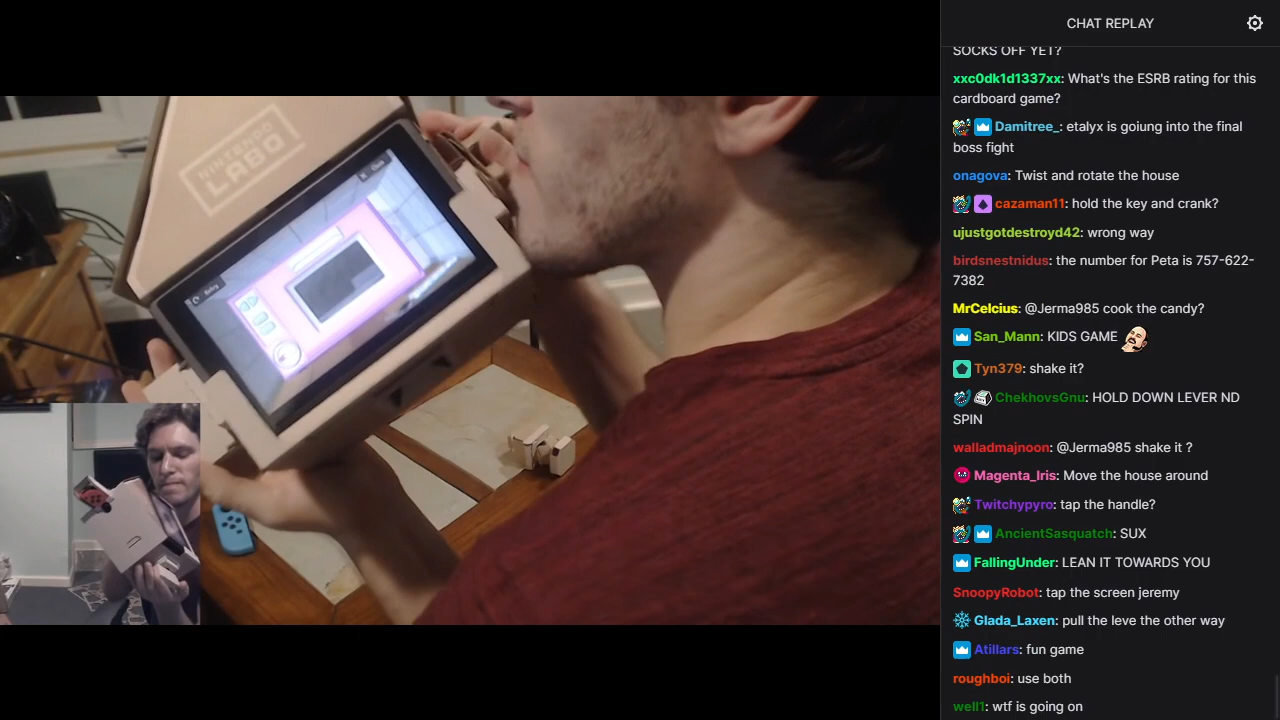 CHAT REPLAY
SOCKS OFF YET?
xxc0dk1d1337xx: What's the ESRB rating for this
cardboard game?
Damitree_: etalyx is goiung into the final
boss fight
onagova: Twist and rotate the house
cazaman11: hold the key and crank?
ujustgotdestroyd42: wrong way
birdsnestnidus: the number for Peta is 757-622-
7382
MrCelcius: @Jerma985 cook the candy?
San_Mann: KIDS GAME
Tyn379: shake it?
ChekhovsGnu: HOLD DOWN LEVER ND
SPIN
walladmajnoon: @Jerma985 shake it ?
Magenta_Iris: Move the house around
Twitchypyro: tap the handle?
AncientSasquatch: SUX
FallingUnder: LEAN IT TOWARDS YOU
SnoopyRobot: tap the screen jeremy
Glada_Laxen: pull the leve the other way
Atillars: fun game
roughboi: use both
well1: wtf is going on
NINTENDO
LABO